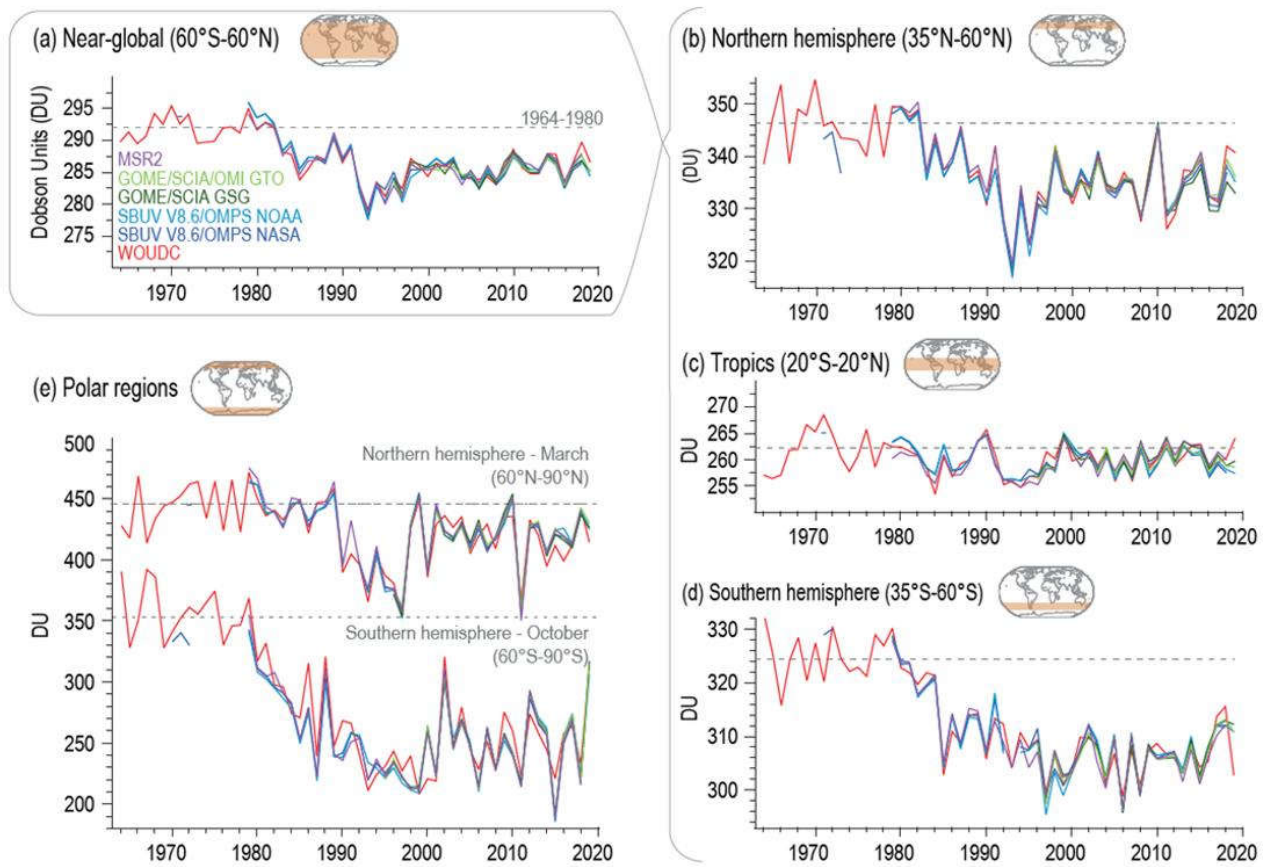 (a) Near-global (60°S-60°N)
Dobson Units (DU)
295
290
285
280
275
1964-1980
MSR2
GOME/SCIA/OMI GTO
GOME/SCIA GSG
SBUV V8.6/OMPS NOAA
SBUV V8.6/OMPS NASA
WOUDC
1970 1980 1990 2000 2010 2020
(b) Northern hemisphere (35°N-60°N)
(DU)
350
340
330
320
1970 1980 1990 2000 2010 2020
(c) Tropics (20°S-20°N)
DU
270
265
260
255
1970 1980 1990 2000 2010 2020
(d) Southern hemisphere (35°S-60°S)
DU
330
320
310
300
1970 1980 1990 2000 2010 2020
(e) Polar regions
DU
500
450
400
350
300
250
200
Northern hemisphere - March
(60°N-90°N)
Southern hemisphere - October
(60°S-90°S)
1970 1980 1990 2000 2010 2020